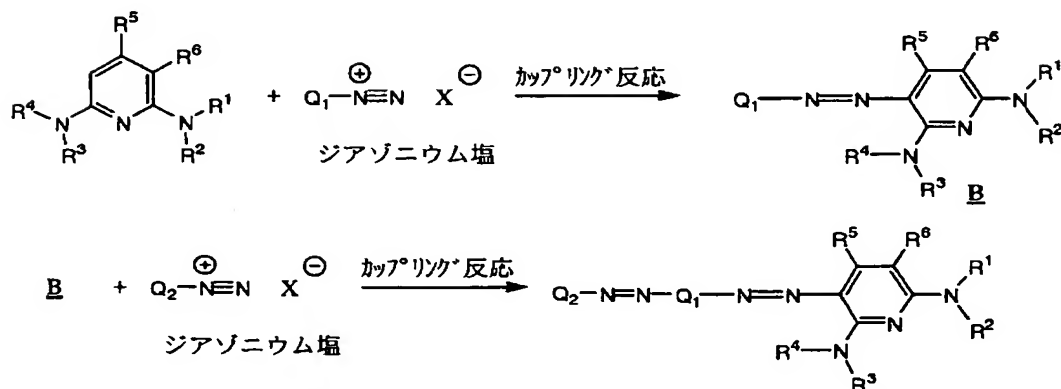 R⁵
R⁶
R⁴ N R³ N N R¹ R²
+ Q₁—N⊕≡N X⊖
ジアゾニウム塩
カップリング反応
R⁵ R⁶
Q₁—N=N N R¹ R²
R⁴ N R³ N
B
B + Q₂—N⊕≡N X⊖
ジアゾニウム塩
カップリング反応
R⁵ R⁶
Q₂—N=N—Q₁—N=N N R¹ R²
R⁴ N R³ N